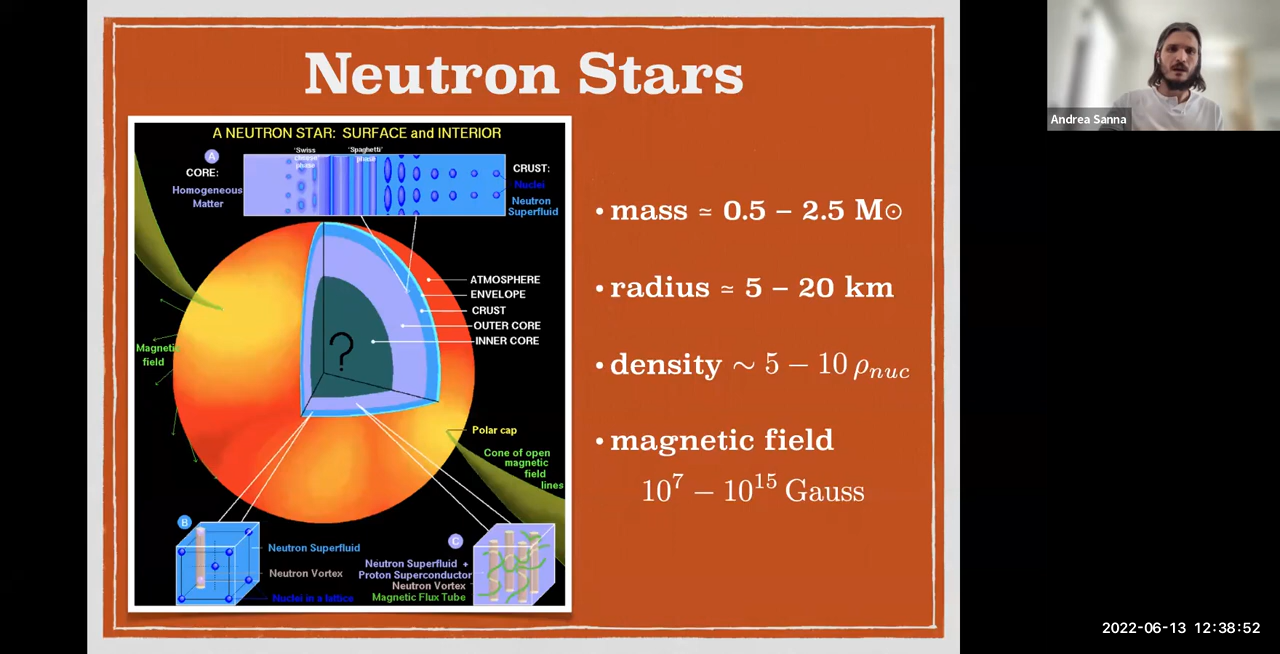 Neutron Stars
A NEUTRON STAR: SURFACE and INTERIOR
A
'Swiss
cheese'
phase
'Spaghetti'
phase
CORE:
Homogeneous
Matter
CRUST:
Nuclei
Neutron
Superfluid
ATMOSPHERE
ENVELOPE
CRUST
OUTER CORE
INNER CORE
?
Magnetic
field
Polar cap
Cone of open
magnetic
field
lines
B
Neutron Superfluid
Neutron Vortex
Nuclei in a lattice
C
Neutron Superfluid +
Proton Superconductor
Neutron Vortex
Magnetic Flux Tube
• mass ≃ 0.5 – 2.5 M⊙
• radius ≃ 5 – 20 km
• density ∼ 5 − 10 ρnuc
• magnetic field
10⁷ − 10¹⁵ Gauss
Andrea Sanna
2022-06-13 12:38:52